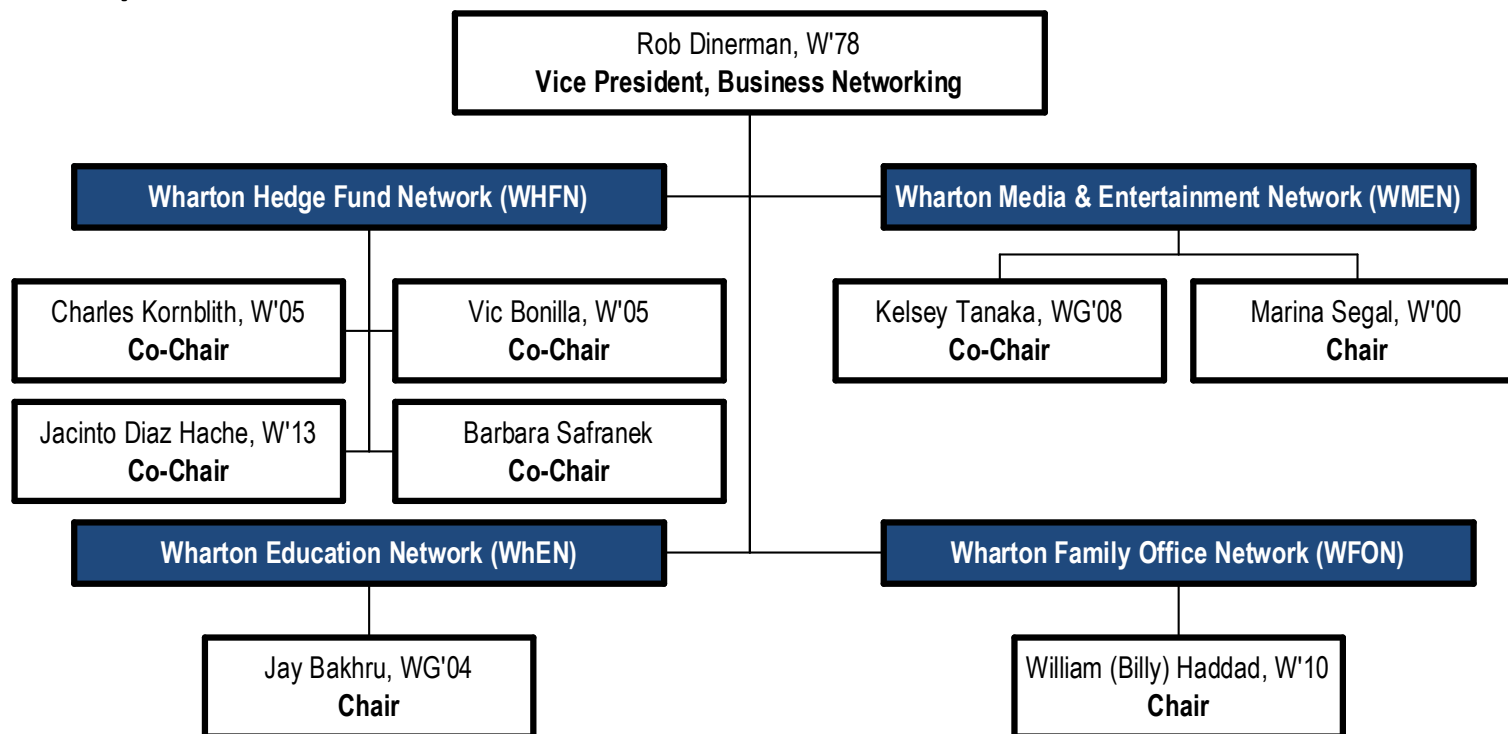 Rob Dinerman, W'78
Vice President, Business Networking
Wharton Hedge Fund Network (WHFN)
Wharton Media & Entertainment Network (WMEN)
Charles Kornblith, W'05
Co-Chair
Vic Bonilla, W'05
Co-Chair
Kelsey Tanaka, WG'08
Co-Chair
Marina Segal, W'00
Chair
Jacinto Diaz Hache, W'13
Co-Chair
Barbara Safranek
Co-Chair
Wharton Education Network (WhEN)
Wharton Family Office Network (WFON)
Jay Bakhru, WG'04
Chair
William (Billy) Haddad, W'10
Chair